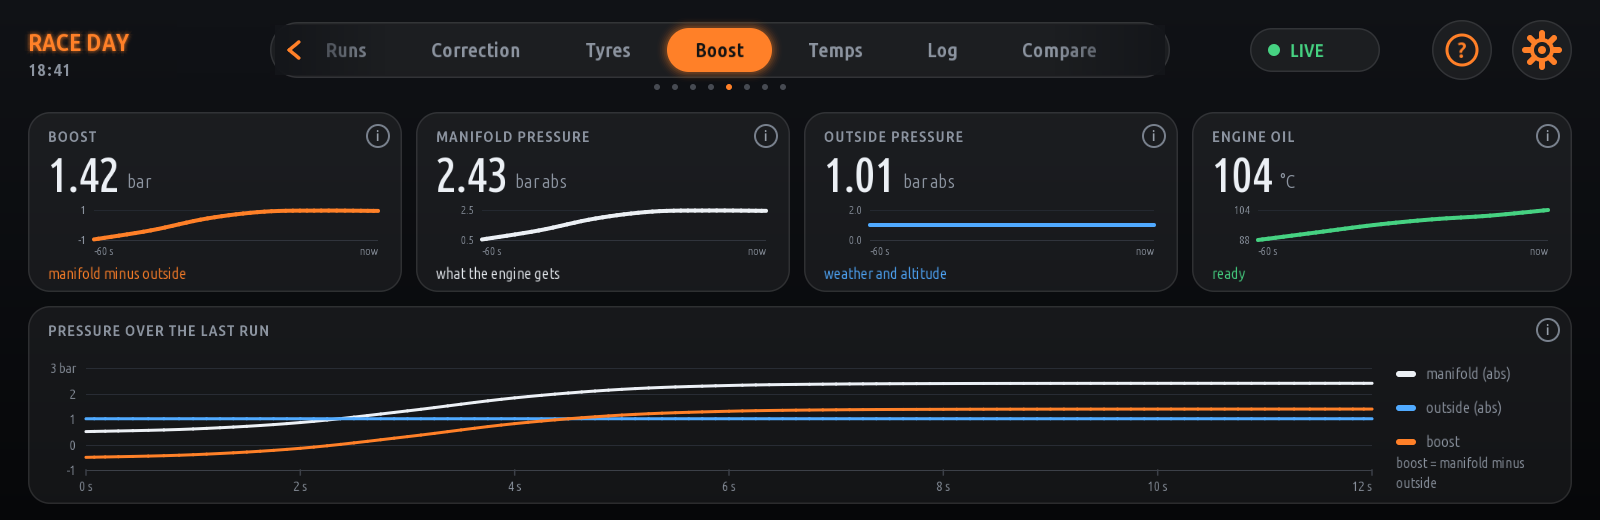 RACE DAY
18:41
Runs Correction Tyres Boost Temps Log Compare
LIVE
?
BOOST i
1.42 bar
1
-1
-60 s now
manifold minus outside
MANIFOLD PRESSURE i
2.43 bar abs
2.5
0.5
-60 s now
what the engine gets
OUTSIDE PRESSURE i
1.01 bar abs
2.0
0.0
-60 s now
weather and altitude
ENGINE OIL i
104 °C
104
88
-60 s now
ready
PRESSURE OVER THE LAST RUN i
3 bar
2
1
0
-1
0 s 2 s 4 s 6 s 8 s 10 s 12 s
manifold (abs)
outside (abs)
boost
boost = manifold minus
outside